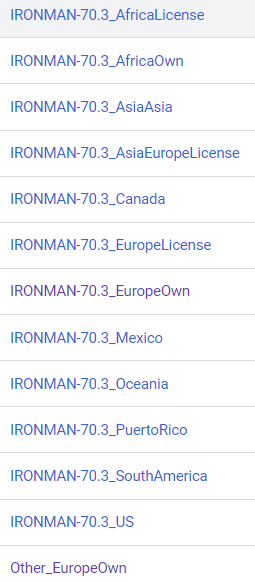 IRONMAN-70.3_AfricaLicense
IRONMAN-70.3_AfricaOwn
IRONMAN-70.3_AsiaAsia
IRONMAN-70.3_AsiaEuropeLicense
IRONMAN-70.3_Canada
IRONMAN-70.3_EuropeLicense
IRONMAN-70.3_EuropeOwn
IRONMAN-70.3_Mexico
IRONMAN-70.3_Oceania
IRONMAN-70.3_PuertoRico
IRONMAN-70.3_SouthAmerica
IRONMAN-70.3_US
Other_EuropeOwn